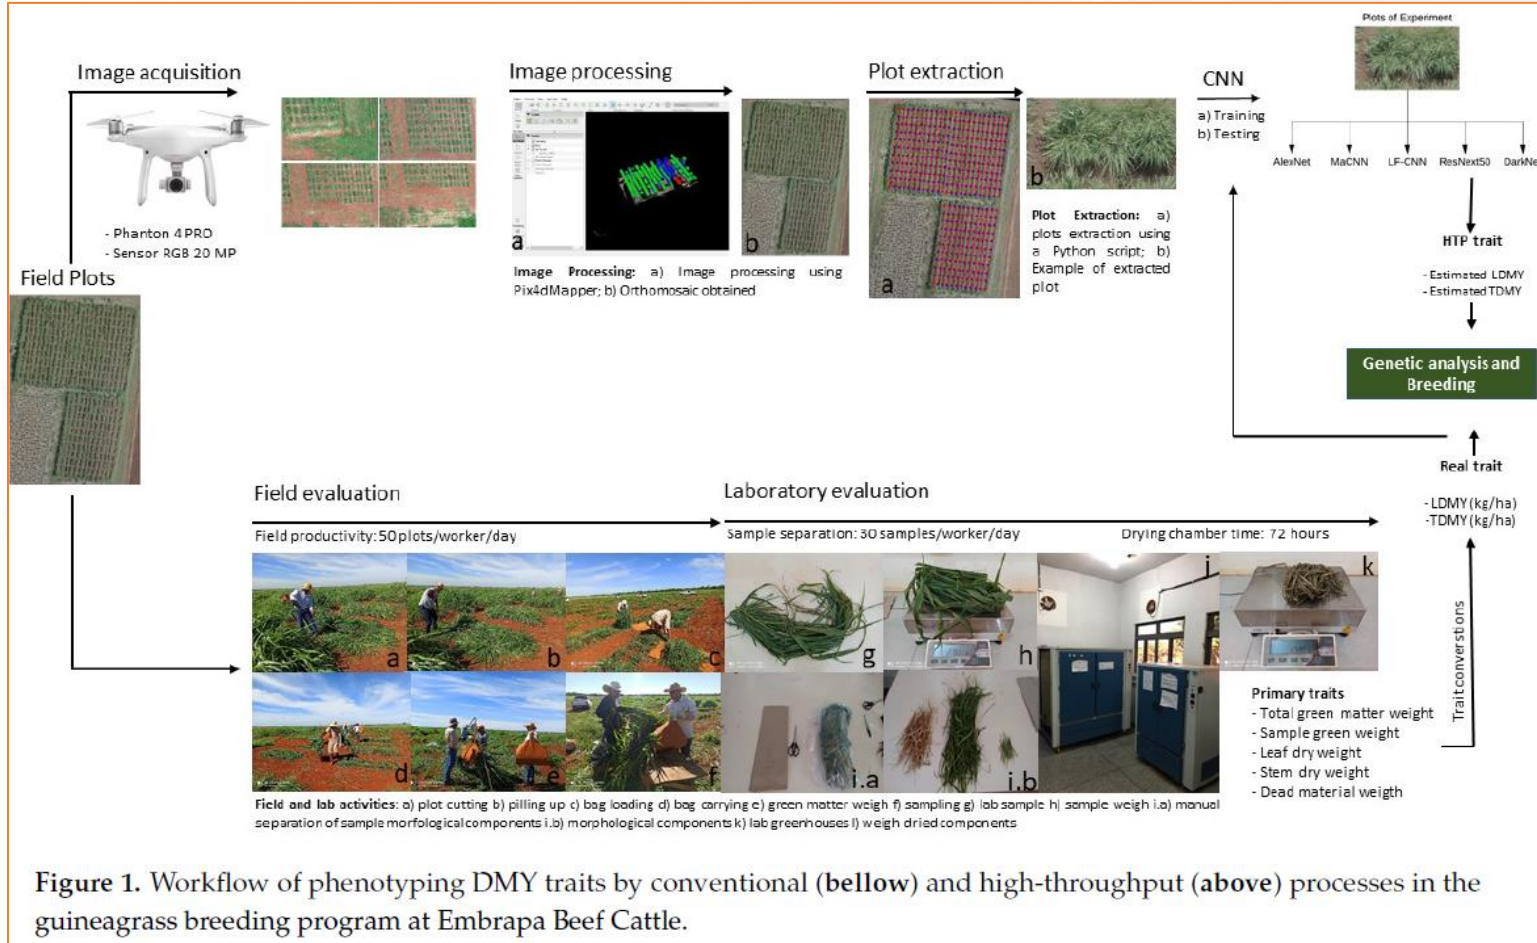 Plots of Experiment
Image acquisition
Image processing
Plot extraction
CNN
a) Training
b) Testing
AlexNet
MaCNN
LF-CNN
ResNext50
DarkNe
- Phanton 4 PRO
- Sensor RGB 20 MP
a
b
Image Processing: a) Image processing using
Pix4dMapper; b) Orthomosaic obtained
a
b
Plot Extraction: a)
plots extraction using
a Python script; b)
Example of extracted
plot
HTP trait
- Estimated LDMY
- Estimated TDMY
Field Plots
Genetic analysis and
Breeding
Real trait
- LDMY (kg/ha)
- TDMY (kg/ha)
Field evaluation
Laboratory evaluation
Field productivity: 50 plots/worker/day
Sample separation: 30 samples/worker/day
Drying chamber time: 72 hours
a
b
c
g
h
j
k
d
e
f
i.a
i.b
Primary traits
- Total green matter weight
- Sample green weight
- Leaf dry weight
- Stem dry weight
- Dead material weigth
Trait converstions
Field and lab activities: a) plot cutting b) pilling up c) bag loading d) bag carrying e) green matter weigh f) sampling g) lab sample h) sample weigh i.a) manual
separation of sample morfological components i.b) morphological components k) lab greenhouses l) weigh dried components
Figure 1. Workflow of phenotyping DMY traits by conventional (bellow) and high-throughput (above) processes in the
guineagrass breeding program at Embrapa Beef Cattle.